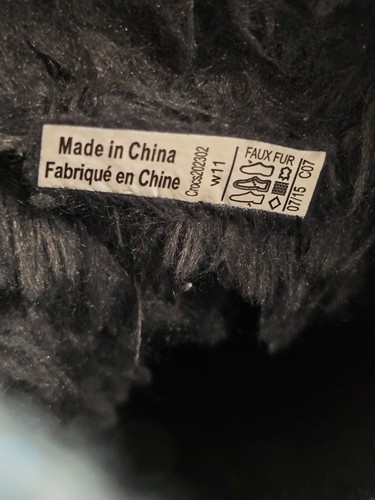 Made in China
Fabriqué en Chine
Crocs202302
W11
FAUX FUR
07/15 C07